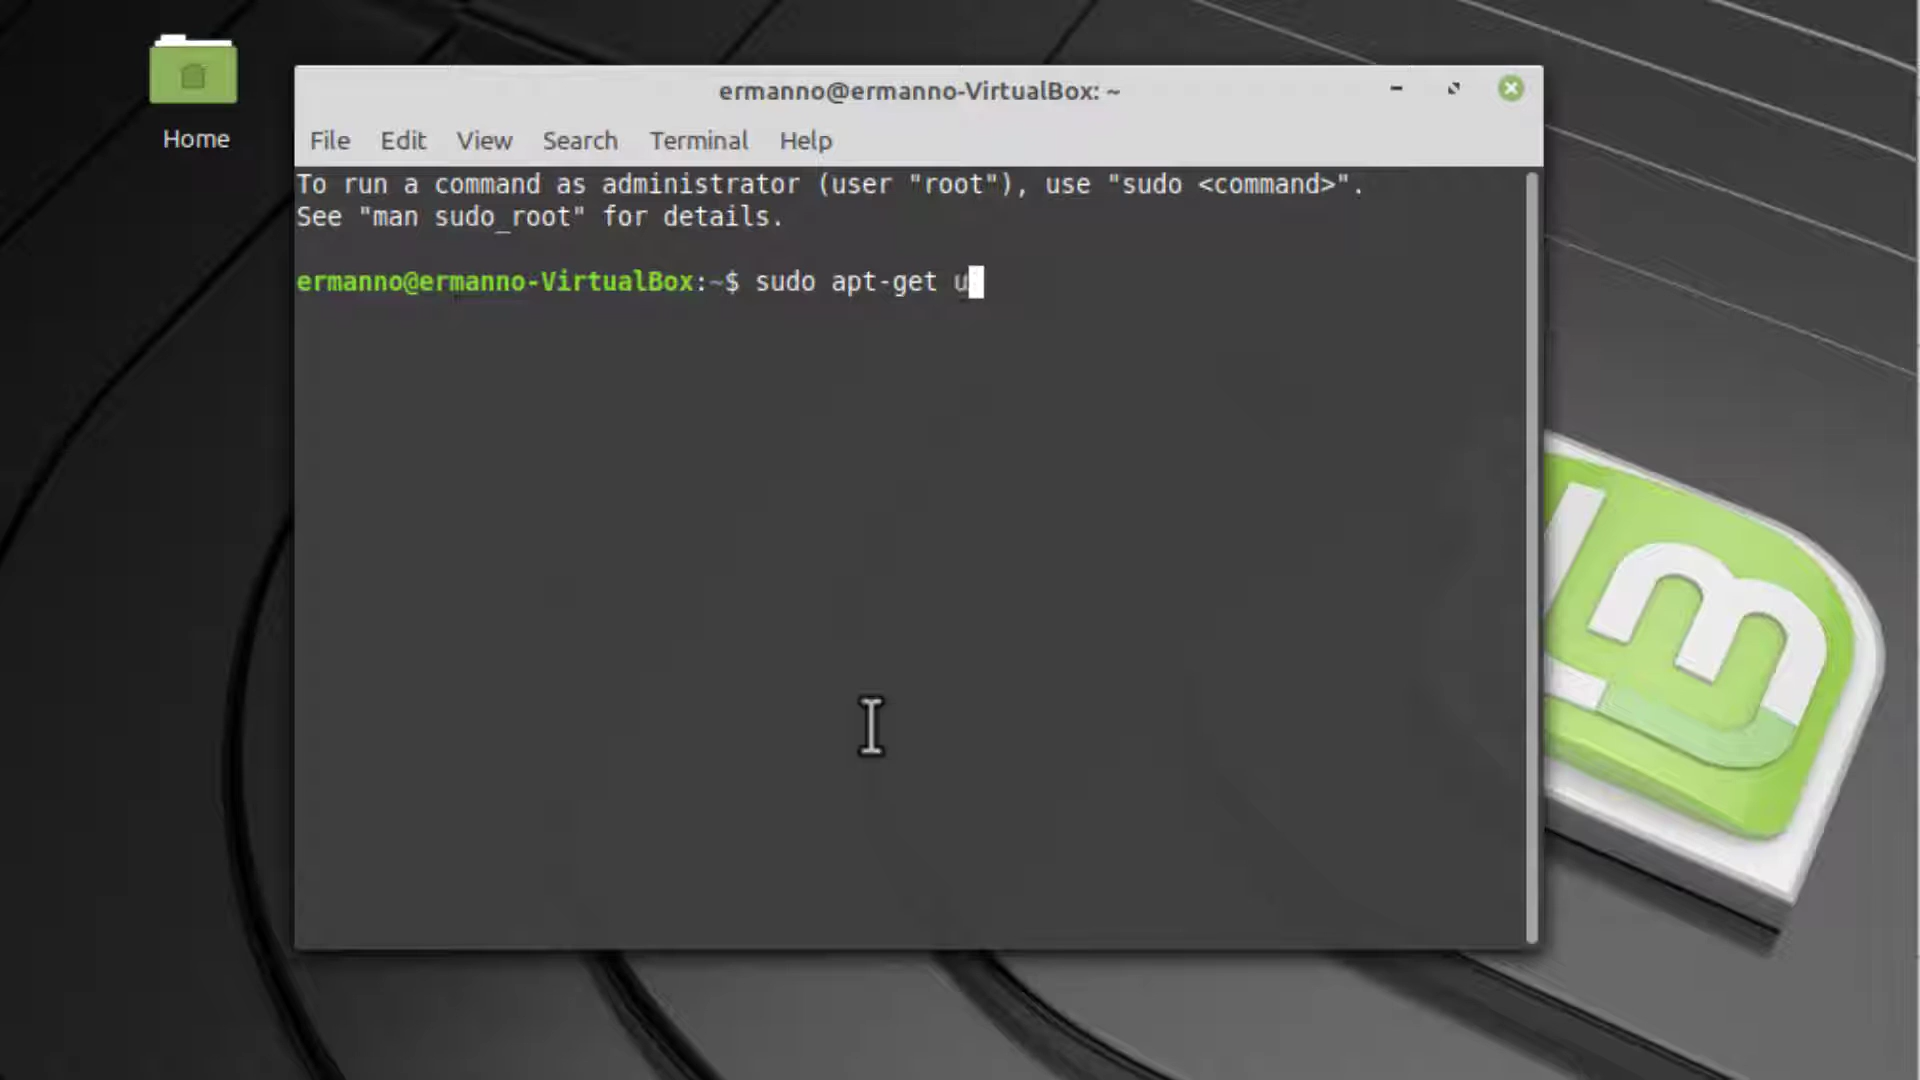 Home
ermanno@ermanno-VirtualBox: ~
File Edit View Search Terminal Help
To run a command as administrator (user "root"), use "sudo <command>".
See "man sudo_root" for details.
ermanno@ermanno-VirtualBox:~$ sudo apt-get u